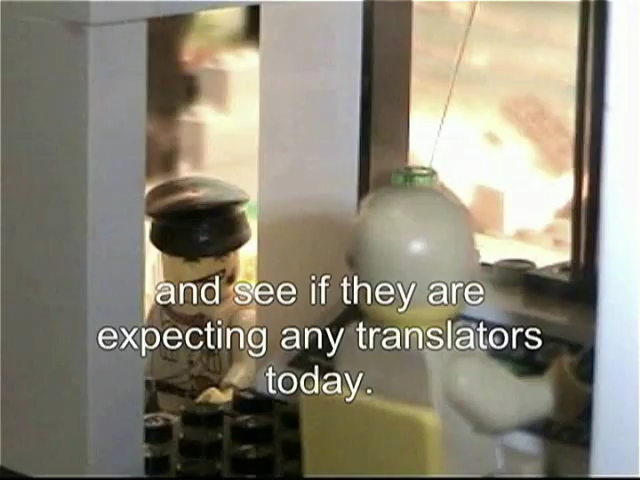 and see if they are
expecting any translators
today.